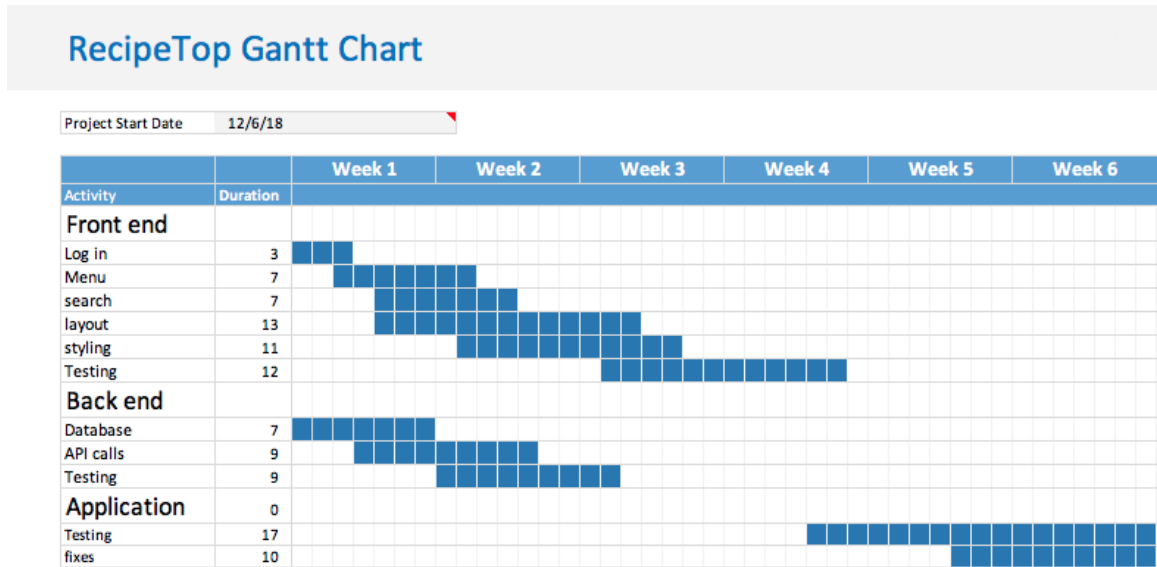 RecipeTop Gantt Chart
Project Start Date 12/6/18
Week 1 Week 2 Week 3 Week 4 Week 5 Week 6
Activity Duration
Front end
Log in 3
Menu 7
search 7
layout 13
styling 11
Testing 12
Back end
Database 7
API calls 9
Testing 9
Application 0
Testing 17
fixes 10